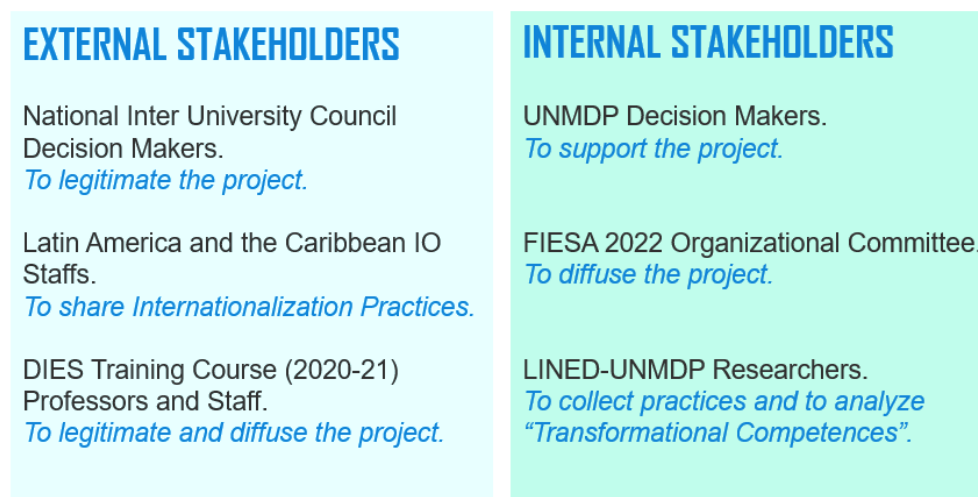 EXTERNAL STAKEHOLDERS
National Inter University Council
Decision Makers.
To legitimate the project.
Latin America and the Caribbean IO
Staffs.
To share Internationalization Practices.
DIES Training Course (2020-21)
Professors and Staff.
To legitimate and diffuse the project.
INTERNAL STAKEHOLDERS
UNMDP Decision Makers.
To support the project.
FIESA 2022 Organizational Committee.
To diffuse the project.
LINED-UNMDP Researchers.
To collect practices and to analyze
“Transformational Competences”.